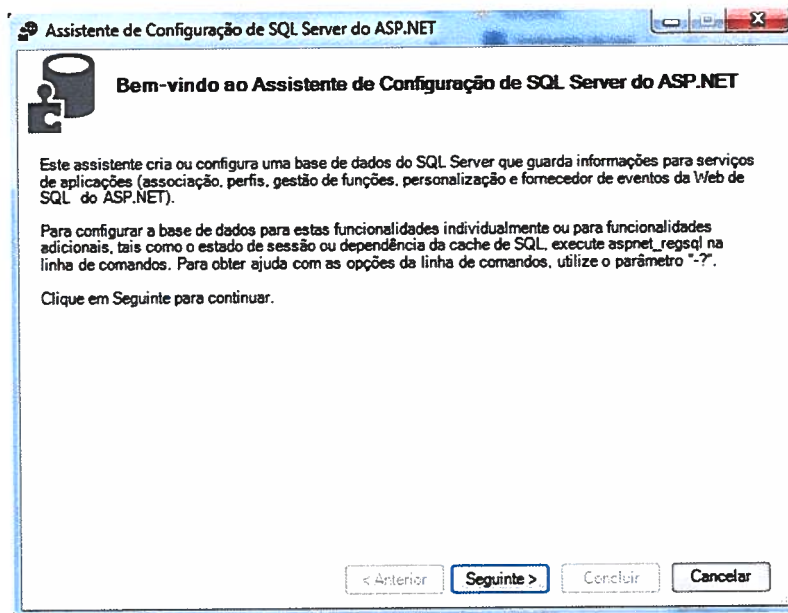 Assistente de Configuração de SQL Server do ASP.NET
Bem-vindo ao Assistente de Configuração de SQL Server do ASP.NET
Este assistente cria ou configura uma base de dados do SQL Server que guarda informações para serviços
de aplicações (associação, perfis, gestão de funções, personalização e fornecedor de eventos da Web de
SQL do ASP.NET).
Para configurar a base de dados para estas funcionalidades individualmente ou para funcionalidades
adicionais, tais como o estado de sessão ou dependência da cache de SQL, execute aspnet_regsql na
linha de comandos. Para obter ajuda com as opções da linha de comandos, utilize o parâmetro "-?".
Clique em Seguinte para continuar.
< Anterior Seguinte > Concluir Cancelar